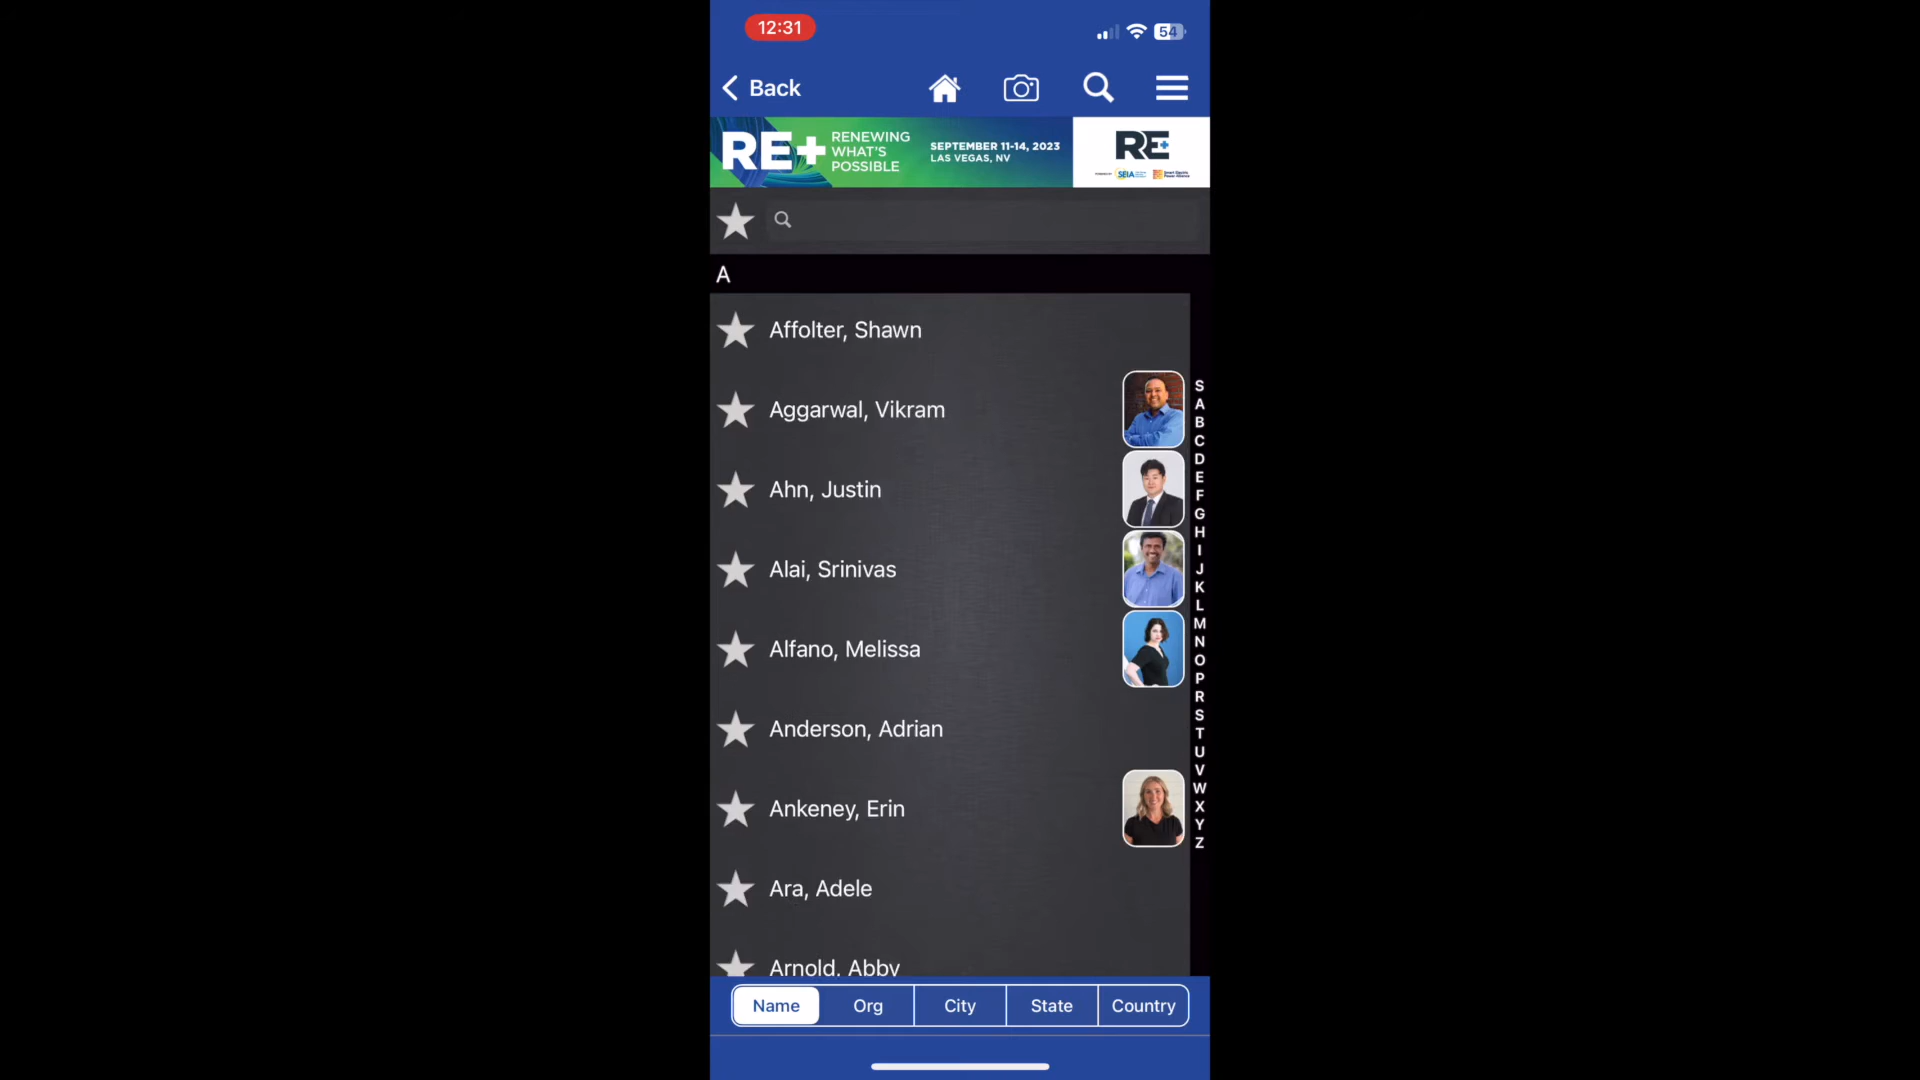 12:31
54
Back
RE+ RENEWING
WHAT'S
POSSIBLE
SEPTEMBER 11-14, 2023
LAS VEGAS, NV
RE+
SEIA
A
Affolter, Shawn
Aggarwal, Vikram
Ahn, Justin
Alai, Srinivas
Alfano, Melissa
Anderson, Adrian
Ankeney, Erin
Ara, Adele
Arnold, Abby
S
A
B
C
D
E
F
G
H
I
J
K
L
M
N
O
P
R
S
T
U
V
W
X
Y
Z
Name
Org
City
State
Country